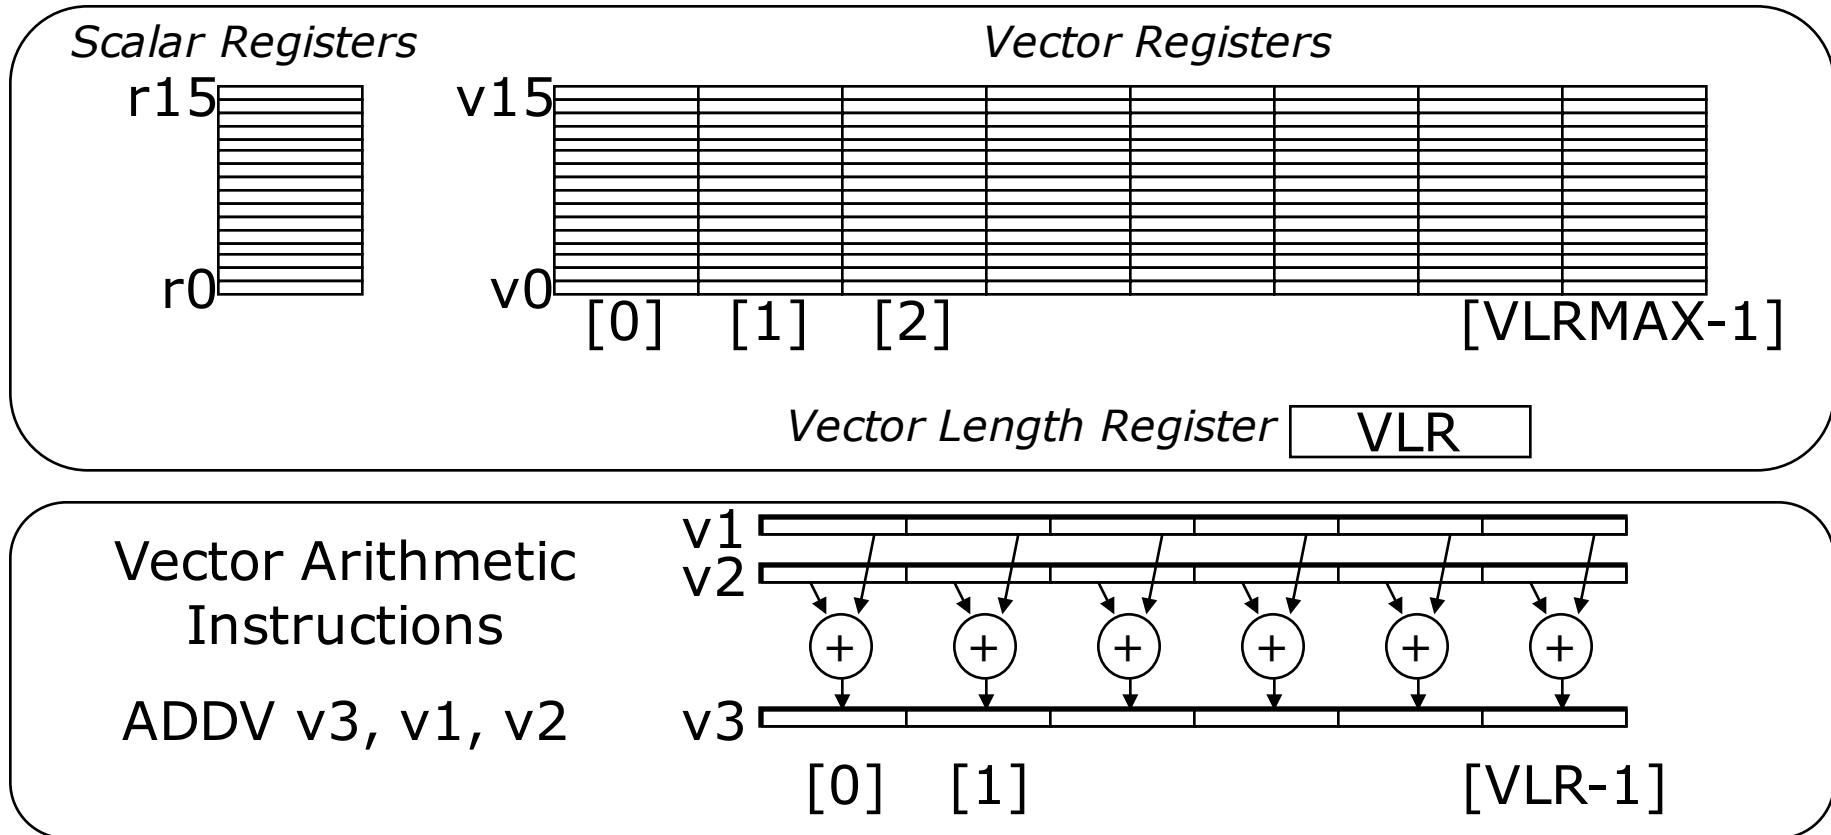 Scalar Registers
Vector Registers
r15
v15
r0
v0
[0] [1] [2] [VLRMAX-1]
Vector Length Register VLR
Vector Arithmetic
Instructions
ADDV v3, v1, v2
v1
v2
+ + + + + +
v3
[0] [1] [VLR-1]